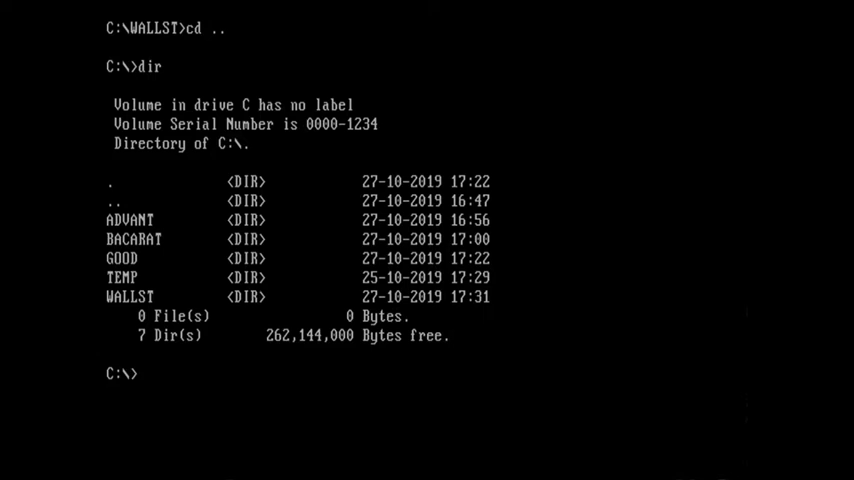 C:\WALLST>cd ..
C:\>dir
Volume in drive C has no label
Volume Serial Number is 0000-1234
Directory of C:\.
. <DIR> 27-10-2019 17:22
.. <DIR> 27-10-2019 16:47
ADVANT <DIR> 27-10-2019 16:56
BACARAT <DIR> 27-10-2019 17:00
GOOD <DIR> 27-10-2019 17:22
TEMP <DIR> 25-10-2019 17:29
WALLST <DIR> 27-10-2019 17:31
0 File(s) 0 Bytes.
7 Dir(s) 262,144,000 Bytes free.
C:\>